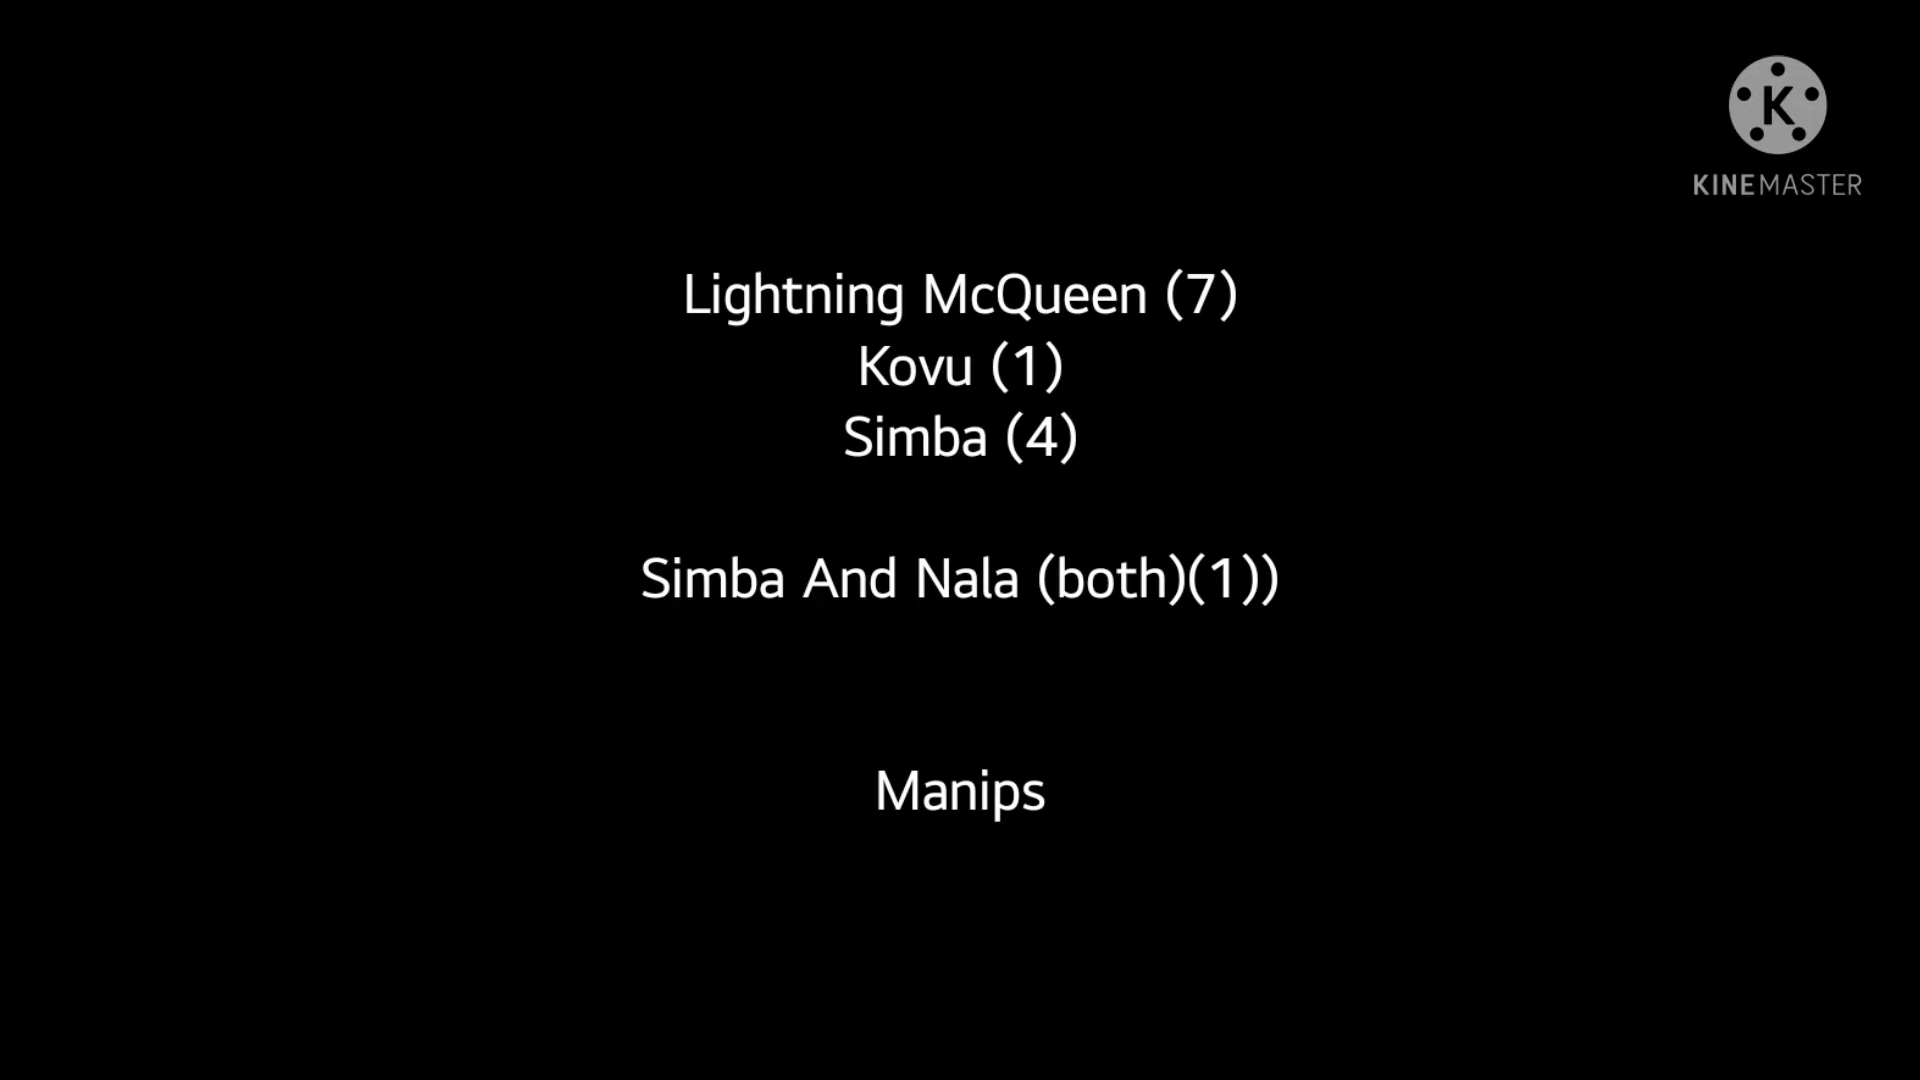 K
KINEMASTER
Lightning McQueen (7)
Kovu (1)
Simba (4)
Simba And Nala (both)(1))
Manips